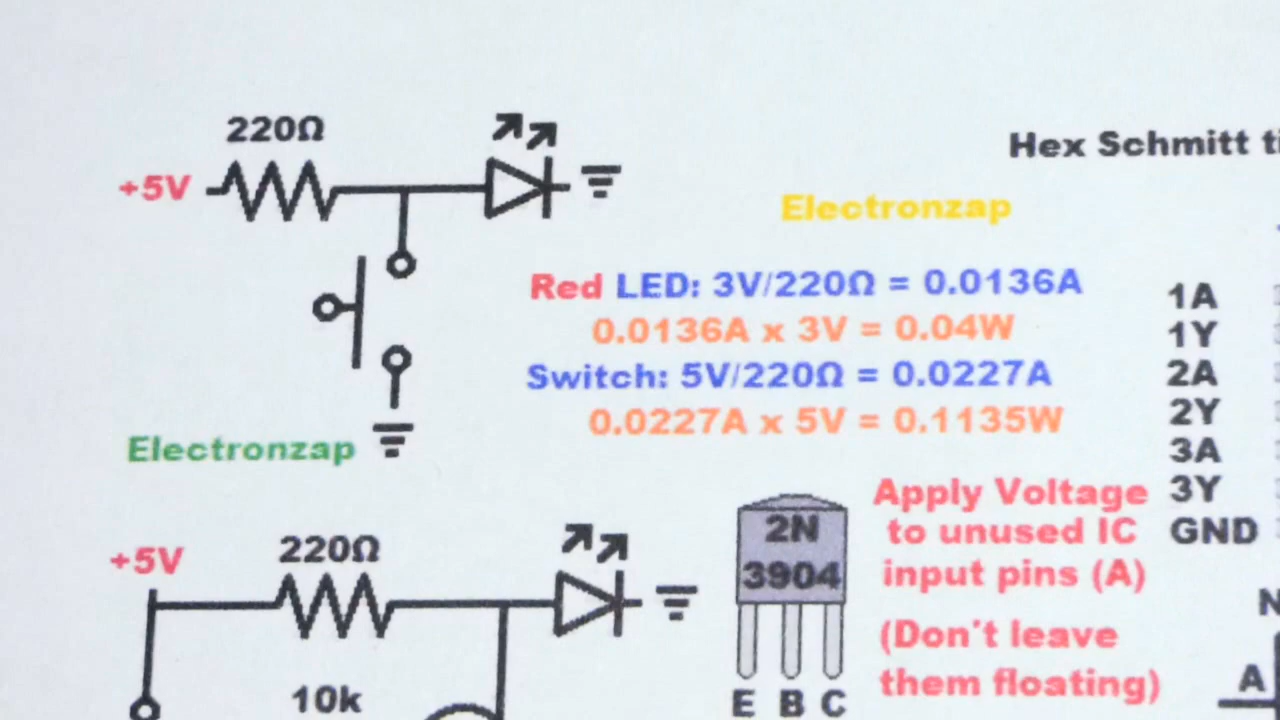 220Ω
+5V
Hex Schmitt
Electronzap
Red LED: 3V/220Ω = 0.0136A
0.0136A x 3V = 0.04W
Switch: 5V/220Ω = 0.0227A
0.0227A x 5V = 0.1135W
1A
1Y
2A
2Y
3A
3Y
GND
Electronzap
Apply Voltage
to unused IC
input pins (A)
(Don't leave
them floating)
2N
3904
E B C
+5V
220Ω
10k
N
A